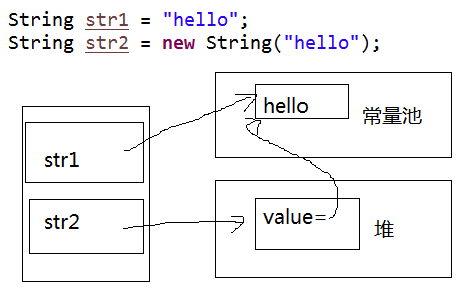 String str1 = "hello";
String str2 = new String("hello");
hello
常量池
str1
str2
value=
堆